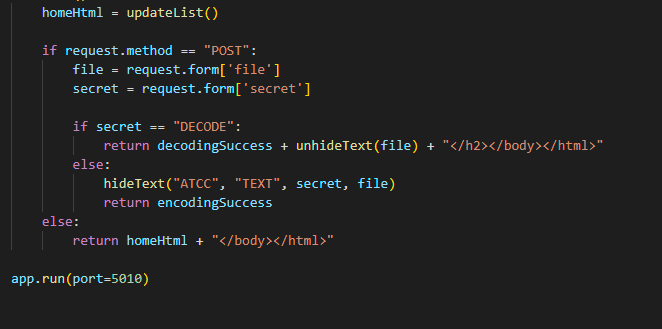 homeHtml = updateList()
if request.method == "POST":
file = request.form['file']
secret = request.form['secret']
if secret == "DECODE":
return decodingSuccess + unhideText(file) + "</h2></body></html>"
else:
hideText("ATCC", "TEXT", secret, file)
return encodingSuccess
else:
return homeHtml + "</body></html>"
app.run(port=5010)